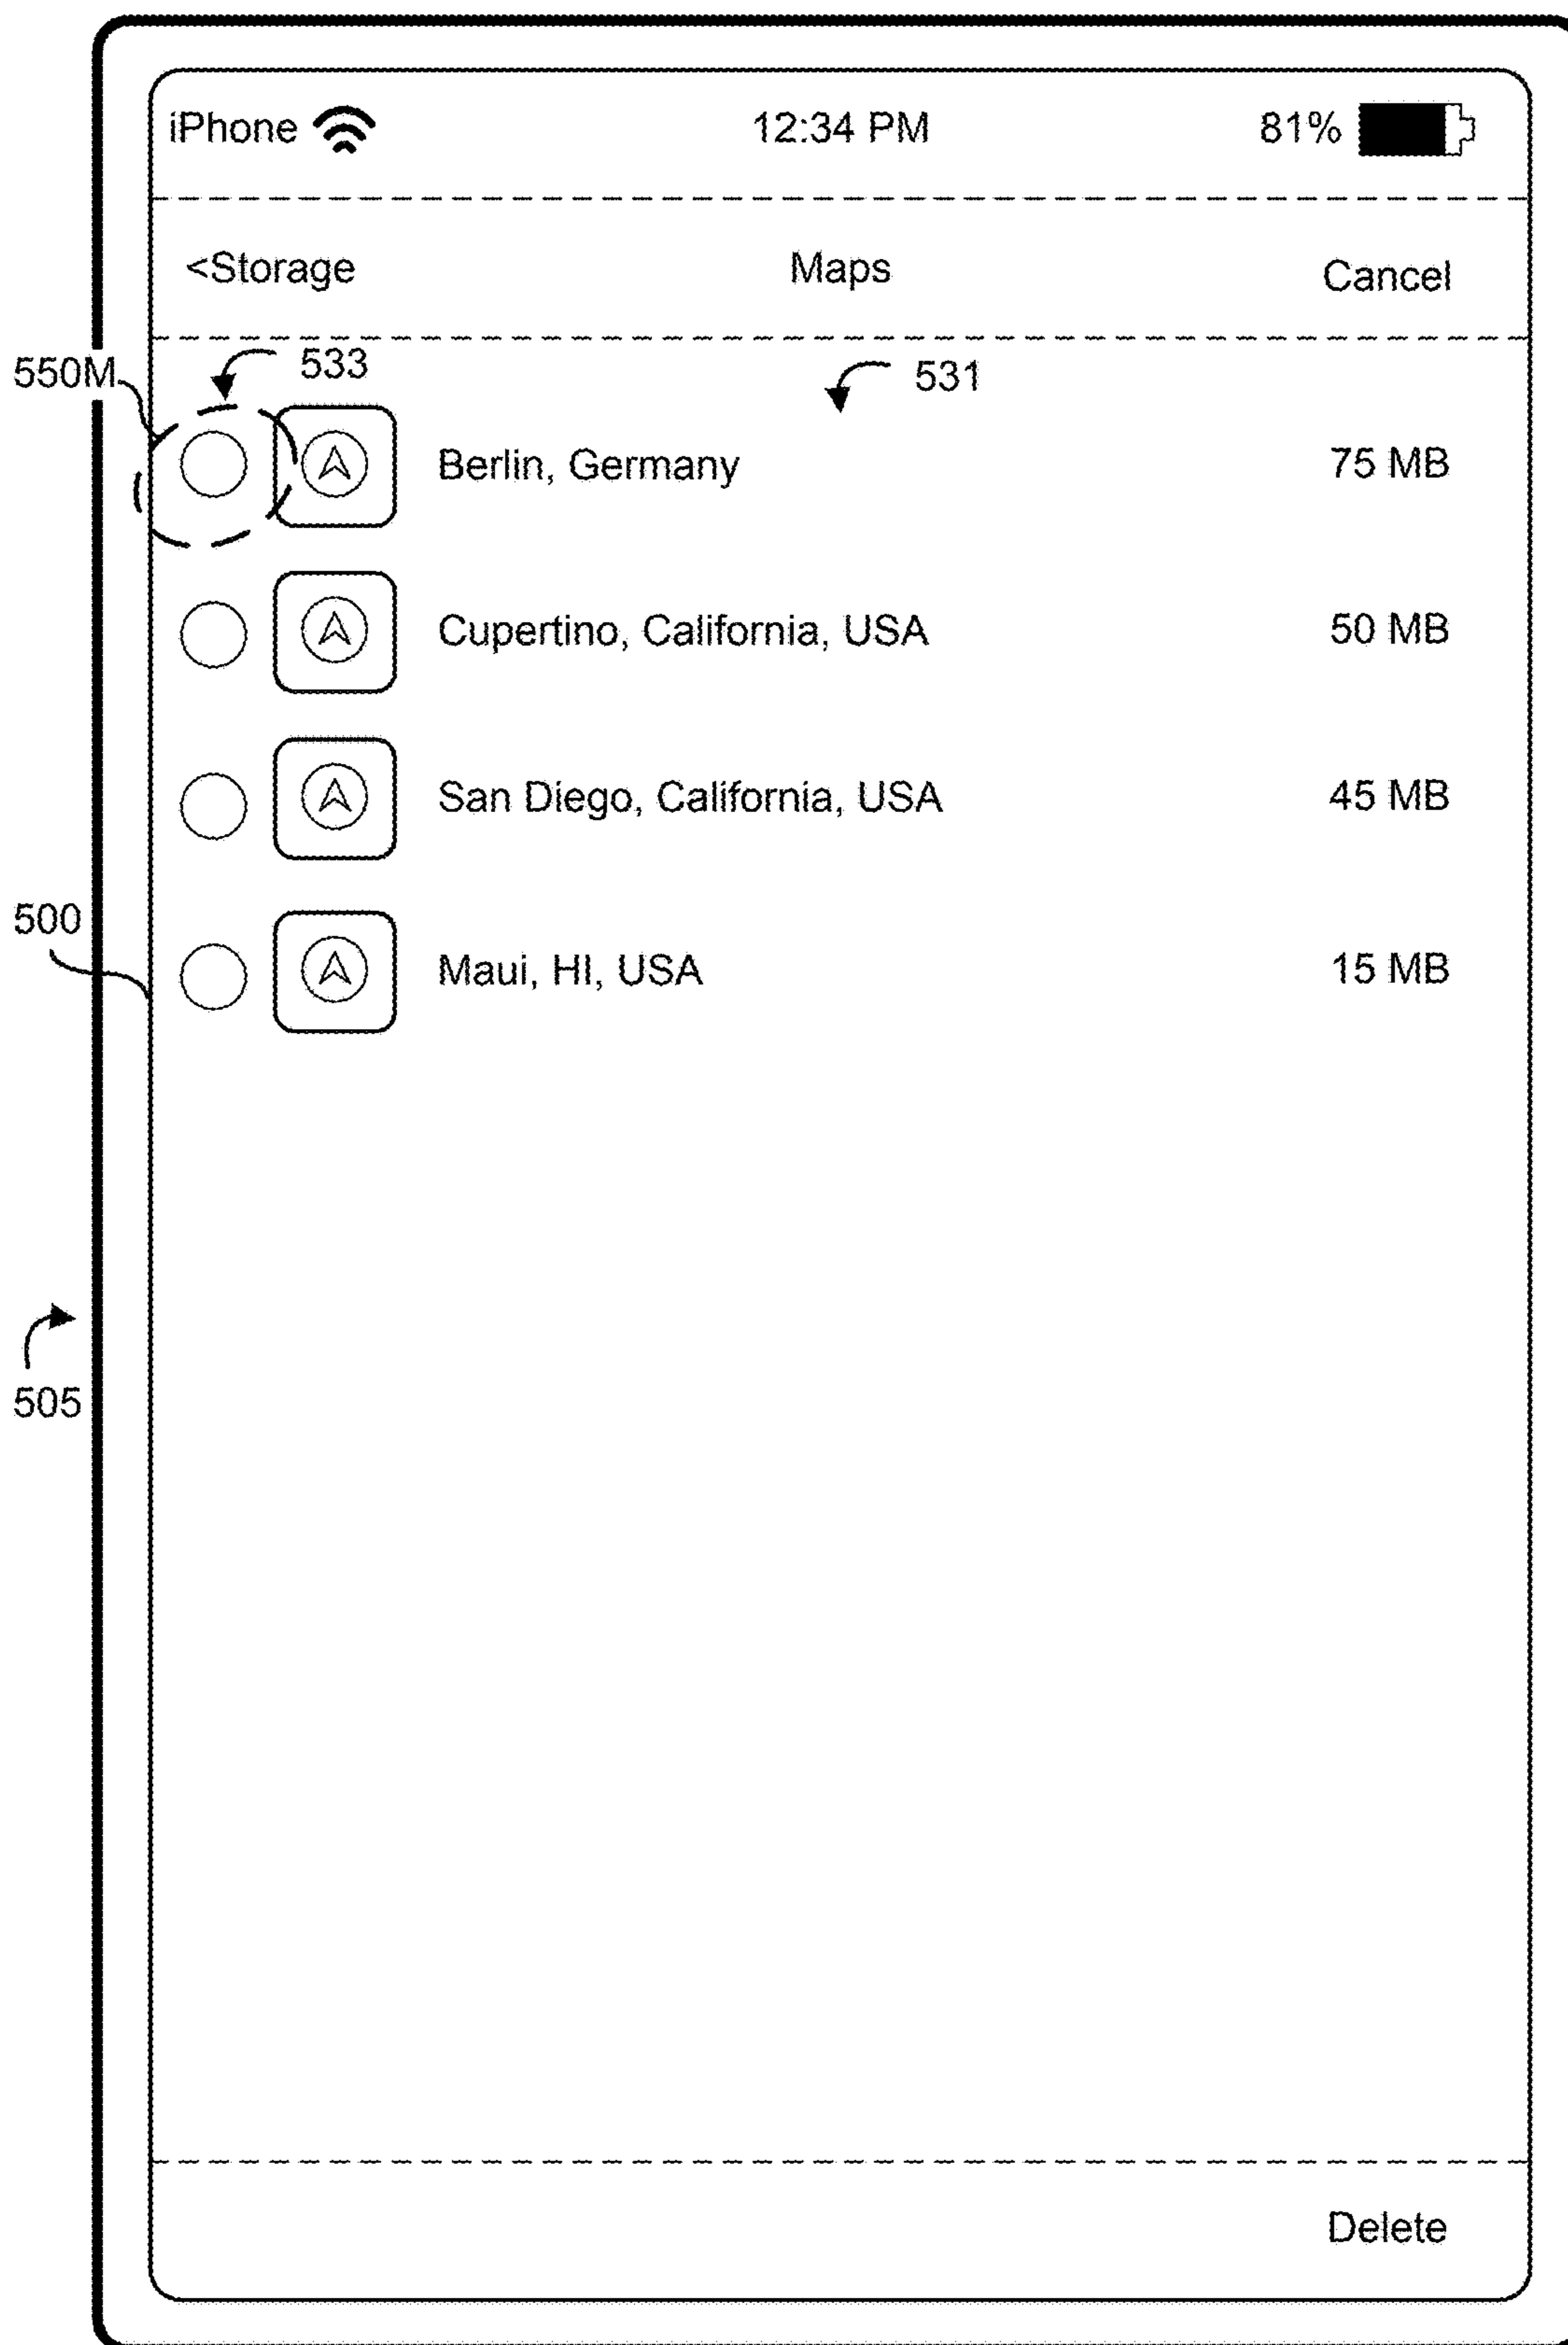 iPhone 12:34 PM 81%
<Storage Maps Cancel
550M 533 531
Berlin, Germany 75 MB
Cupertino, California, USA 50 MB
San Diego, California, USA 45 MB
500
Maui, HI, USA 15 MB
505
Delete